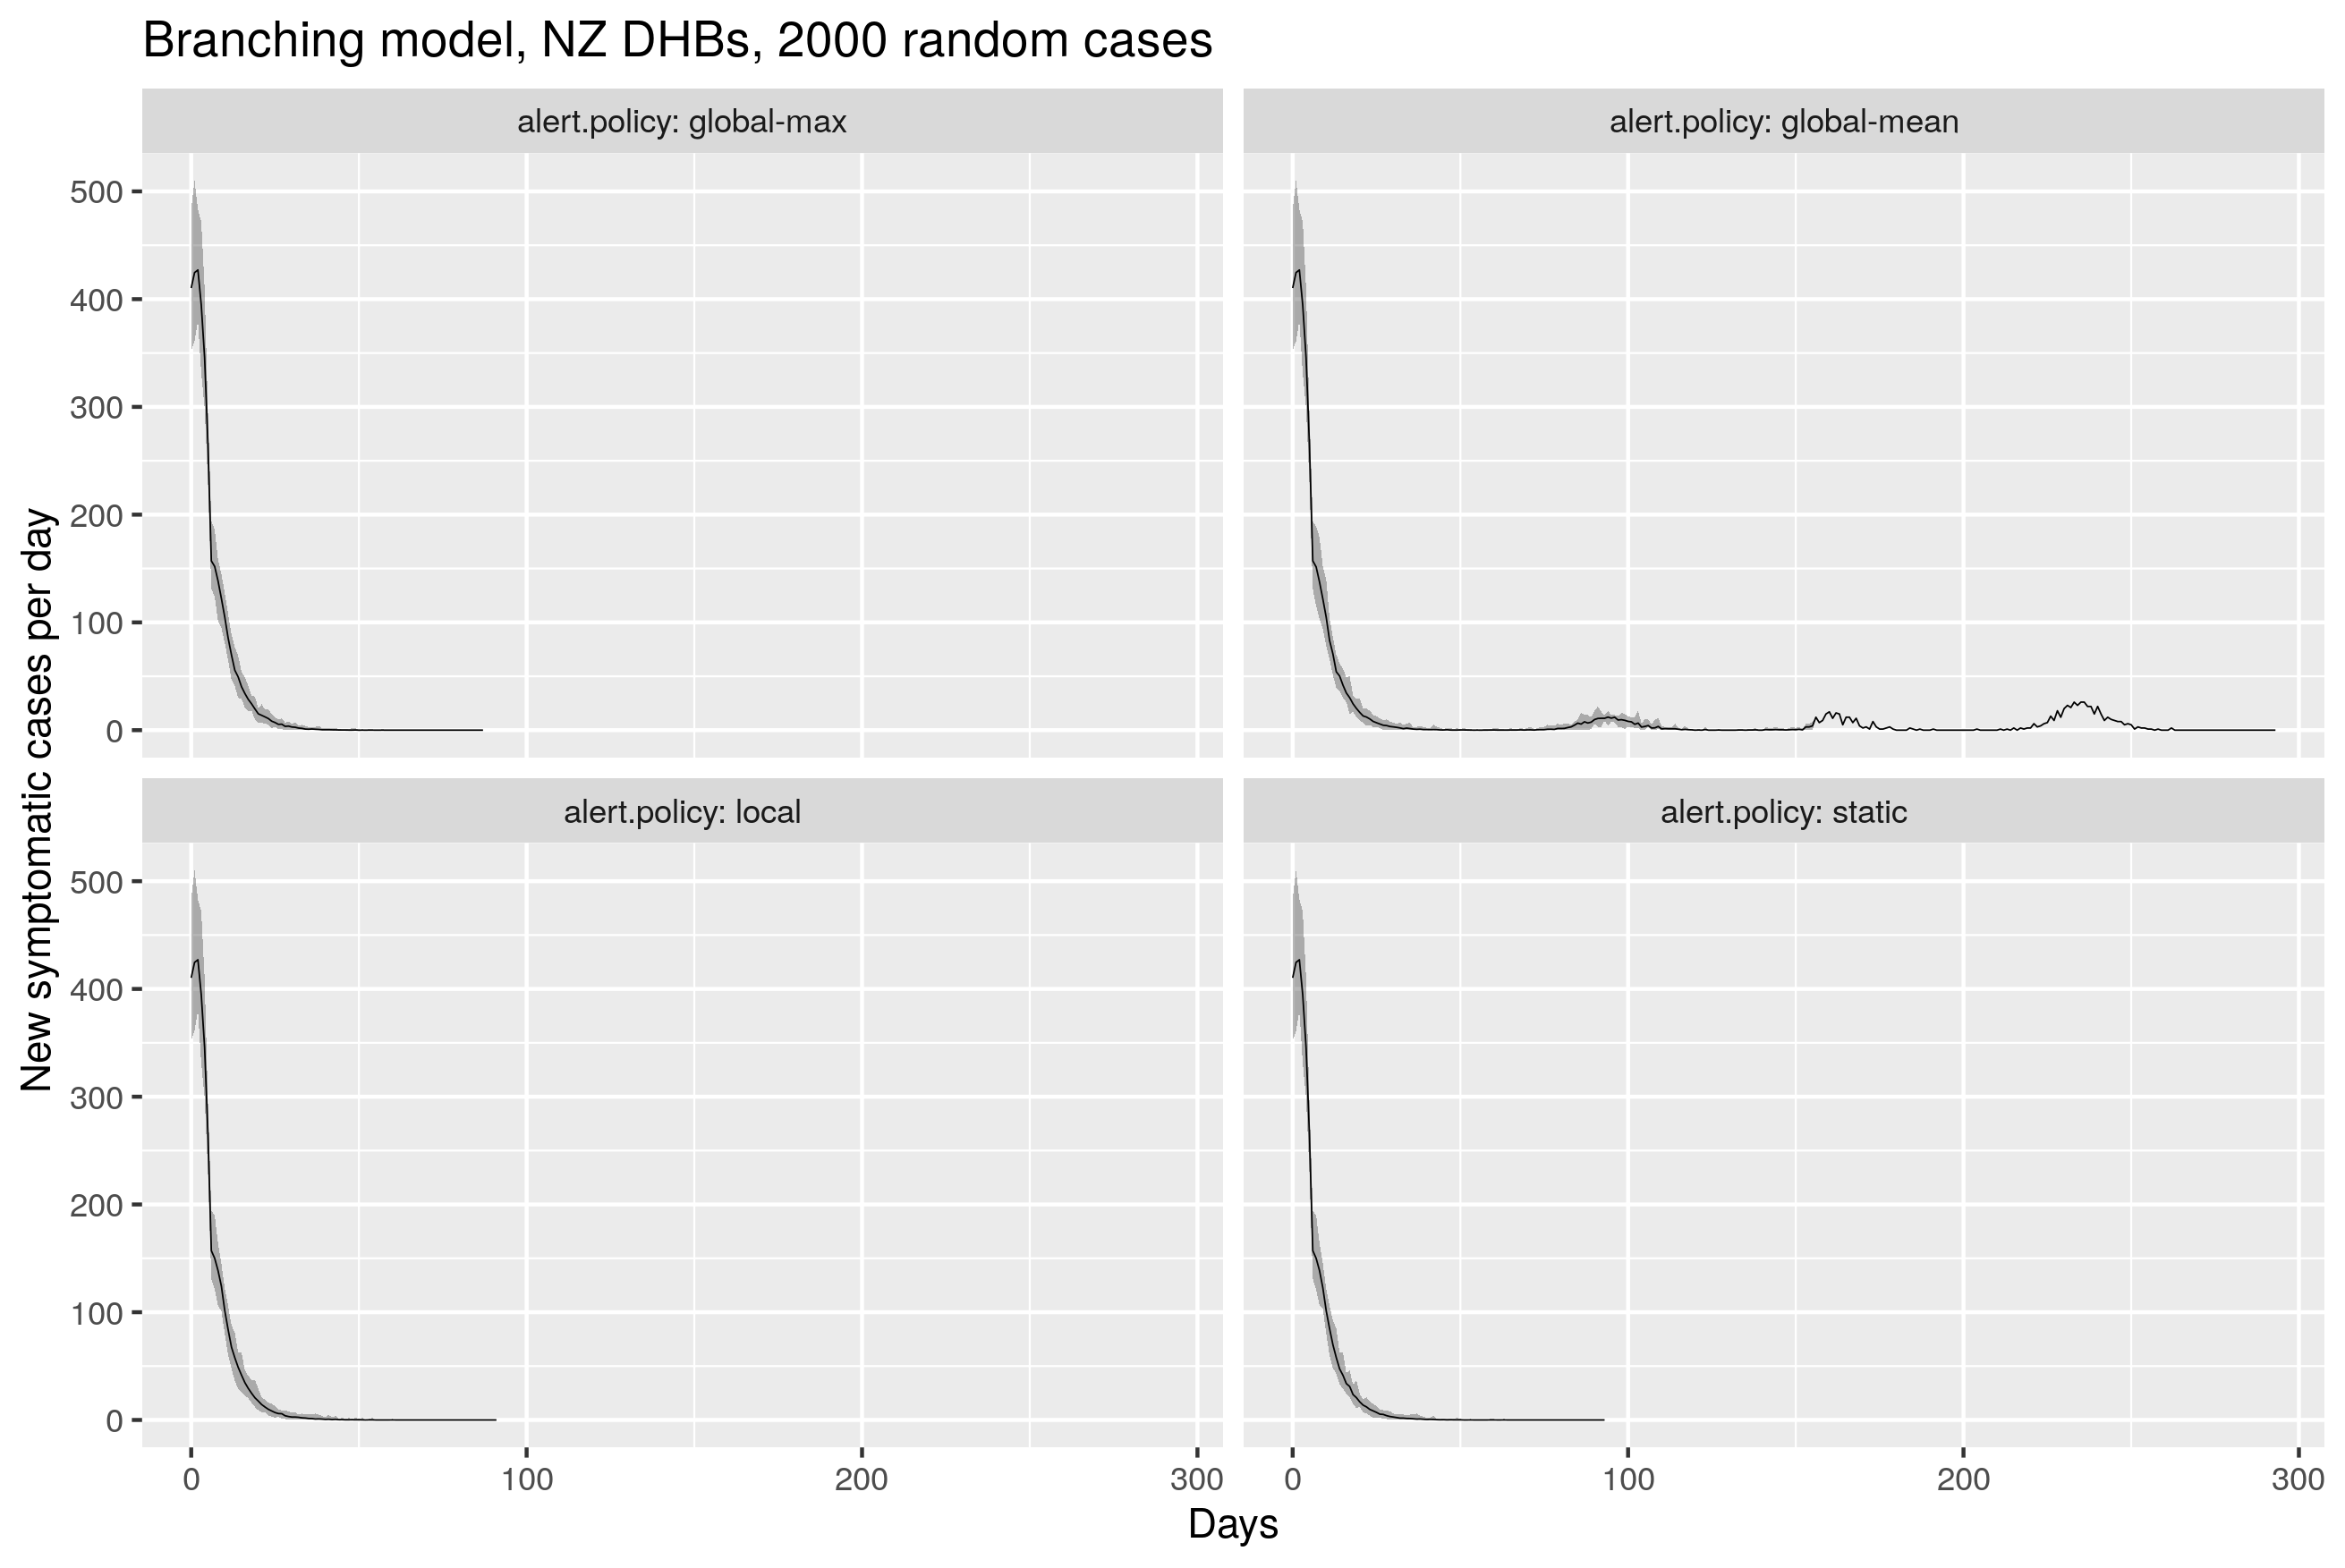 Branching model, NZ DHBs, 2000 random cases
alert.policy: global-max
alert.policy: global-mean
500
400
300
200
100
0
alert.policy: local
alert.policy: static
500
400
300
200
100
0
New symptomatic cases per day
0 100 200 300
0 100 200 300
Days